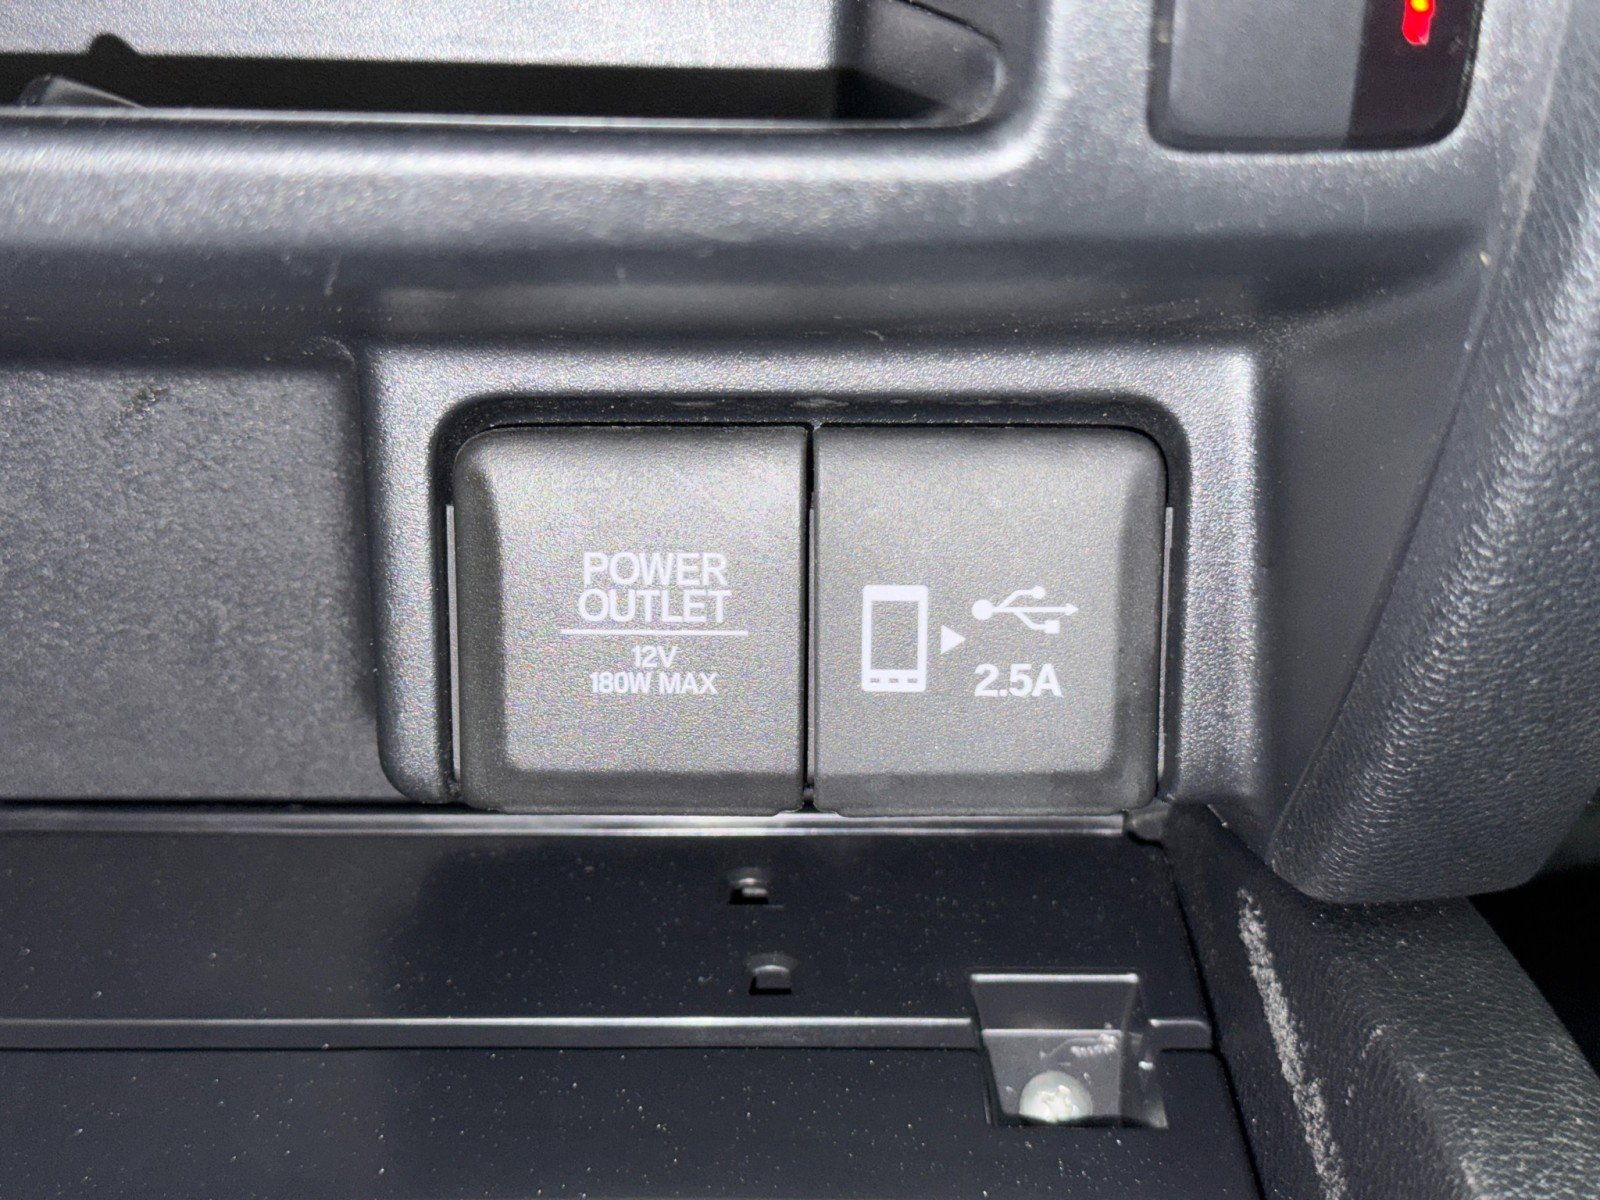 POWER
OUTLET
12V
180W MAX
2.5A